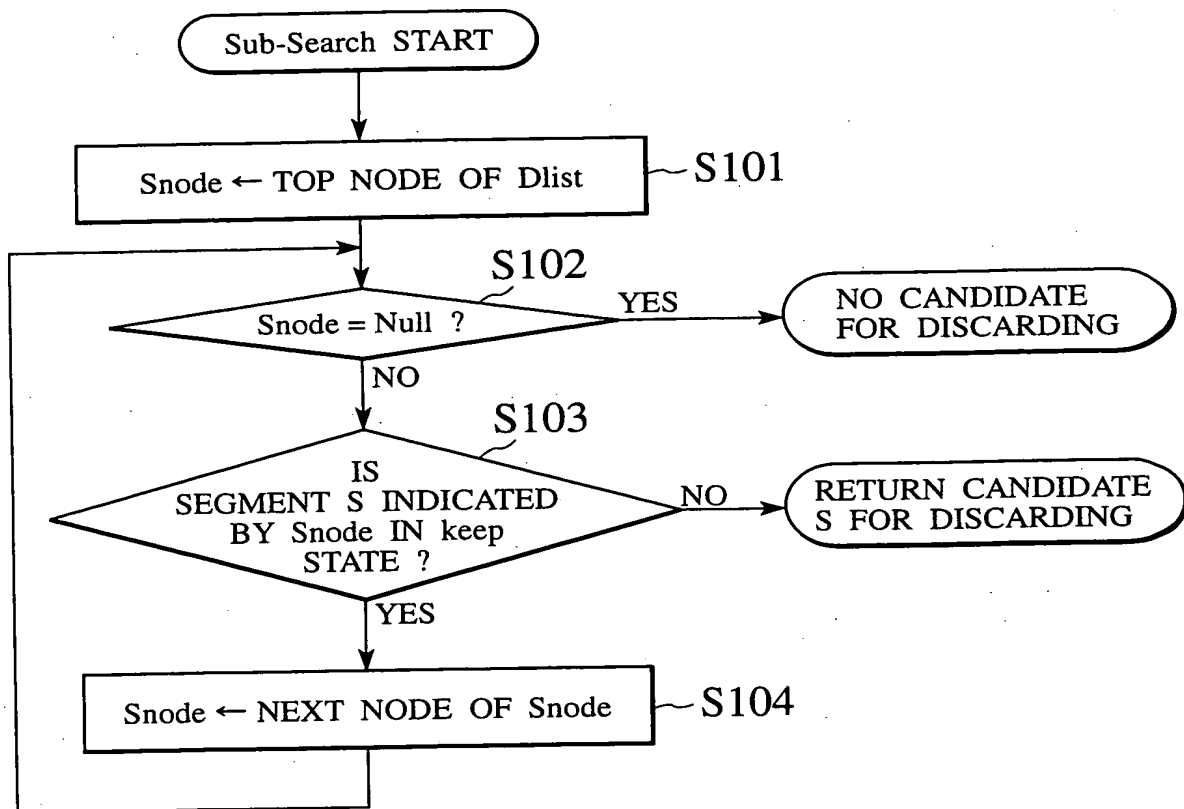 Sub-Search START
Snode ← TOP NODE OF Dlist
S101
S102
Snode = Null ?
YES
NO CANDIDATE
FOR DISCARDING
NO
S103
IS
SEGMENT S INDICATED
BY Snode IN keep
STATE ?
NO
RETURN CANDIDATE
S FOR DISCARDING
YES
Snode ← NEXT NODE OF Snode
S104